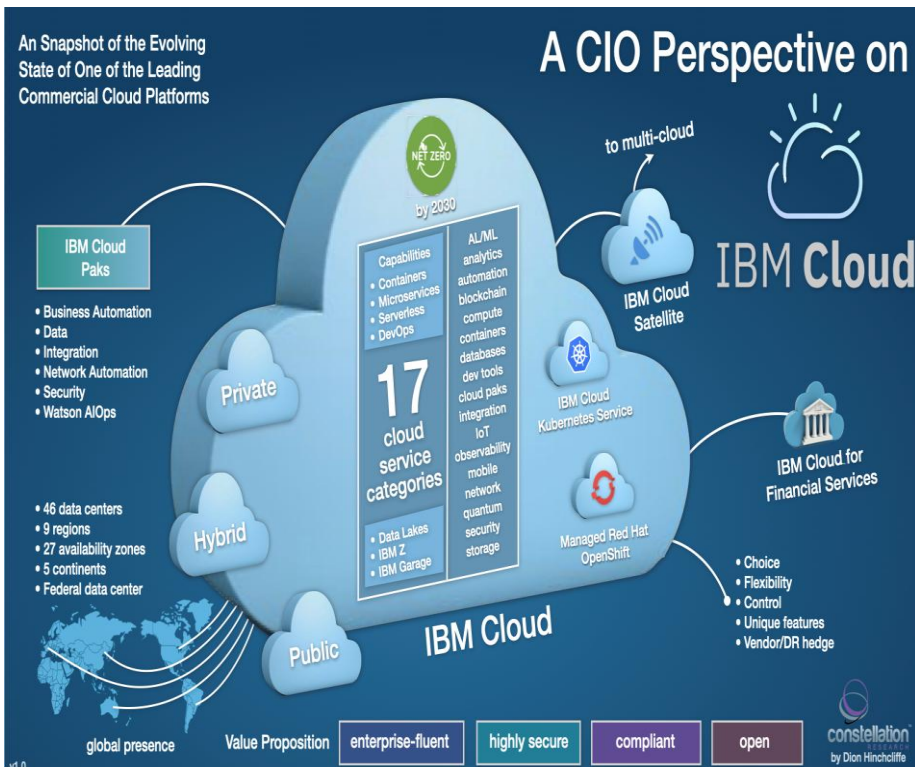 An Snapshot of the Evolving
State of One of the Leading
Commercial Cloud Platforms
A CIO Perspective on
IBM Cloud
NET ZERO
by 2030
to multi-cloud
IBM Cloud
Satellite
IBM Cloud
Paks
• Business Automation
• Data
• Integration
• Network Automation
• Security
• Watson AIOps
Private
Hybrid
Public
Capabilities
• Containers
• Microservices
• Serverless
• DevOps
17
cloud
service
categories
• Data Lakes
• IBM Z
• IBM Garage
AL/ML
analytics
automation
blockchain
compute
containers
databases
dev tools
cloud paks
integration
IoT
observability
mobile
network
quantum
security
storage
IBM Cloud
Kubernetes Service
Managed Red Hat
OpenShift
IBM Cloud
IBM Cloud for
Financial Services
• 46 data centers
• 9 regions
• 27 availability zones
• 5 continents
• Federal data center
global presence
• Choice
• Flexibility
• Control
• Unique features
• Vendor/DR hedge
Value Proposition
enterprise-fluent
highly secure
compliant
open
constellation
RESEARCH
by Dion Hinchcliffe